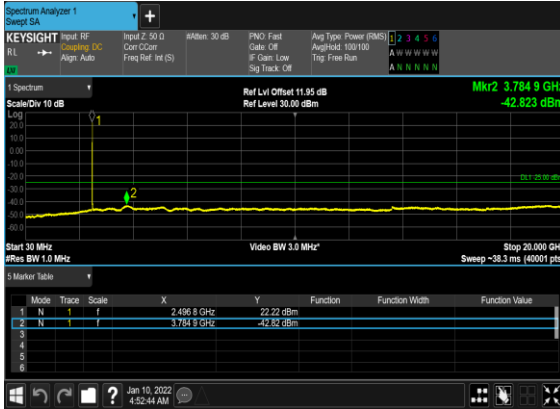 Spectrum Analyzer 1
Swept SA
+
KEYSIGHT Input: RF Input Z: 50 Ω #Atten: 30 dB PNO: Fast Avg Type: Power (RMS) 1 2 3 4 5 6
RL Coupling: DC Corr CCorr Gate: Off Avg|Hold: 100/100 A W W W W W
Align: Auto Freq Ref: Int (S) IF Gain: Low Trig: Free Run
Sig Track: Off A N N N N N
1 Spectrum Ref Lvl Offset 11.95 dB Mkr2 3.784 9 GHz
Scale/Div 10 dB Ref Level 30.00 dBm -42.823 dBm
Log
20.0
10.0
0.00
-10.0
-20.0
DL1 -25.00 dBm
-30.0
-40.0
-50.0
-60.0
1
2
Start 30 MHz Video BW 3.0 MHz* Stop 20.000 GHz
#Res BW 1.0 MHz Sweep ~38.3 ms (40001 pts)
5 Marker Table
Mode Trace Scale X Y Function Function Width Function Value
1 N 1 f 2.496 8 GHz 22.22 dBm
2 N 1 f 3.784 9 GHz -42.82 dBm
3
4
5
6
? Jan 10, 2022
4:52:44 AM